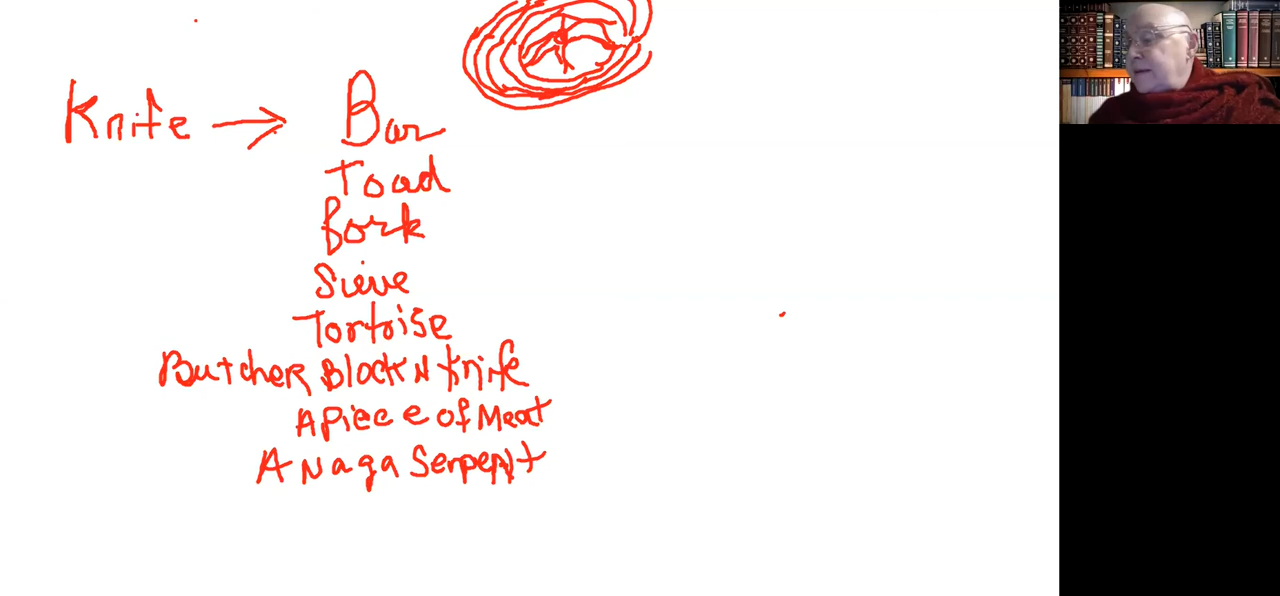 Knife → Bar
Toad
fork
Sieve
Tortoise
Butcher Block N Knife
A Piece of Meat
A Naga Serpent